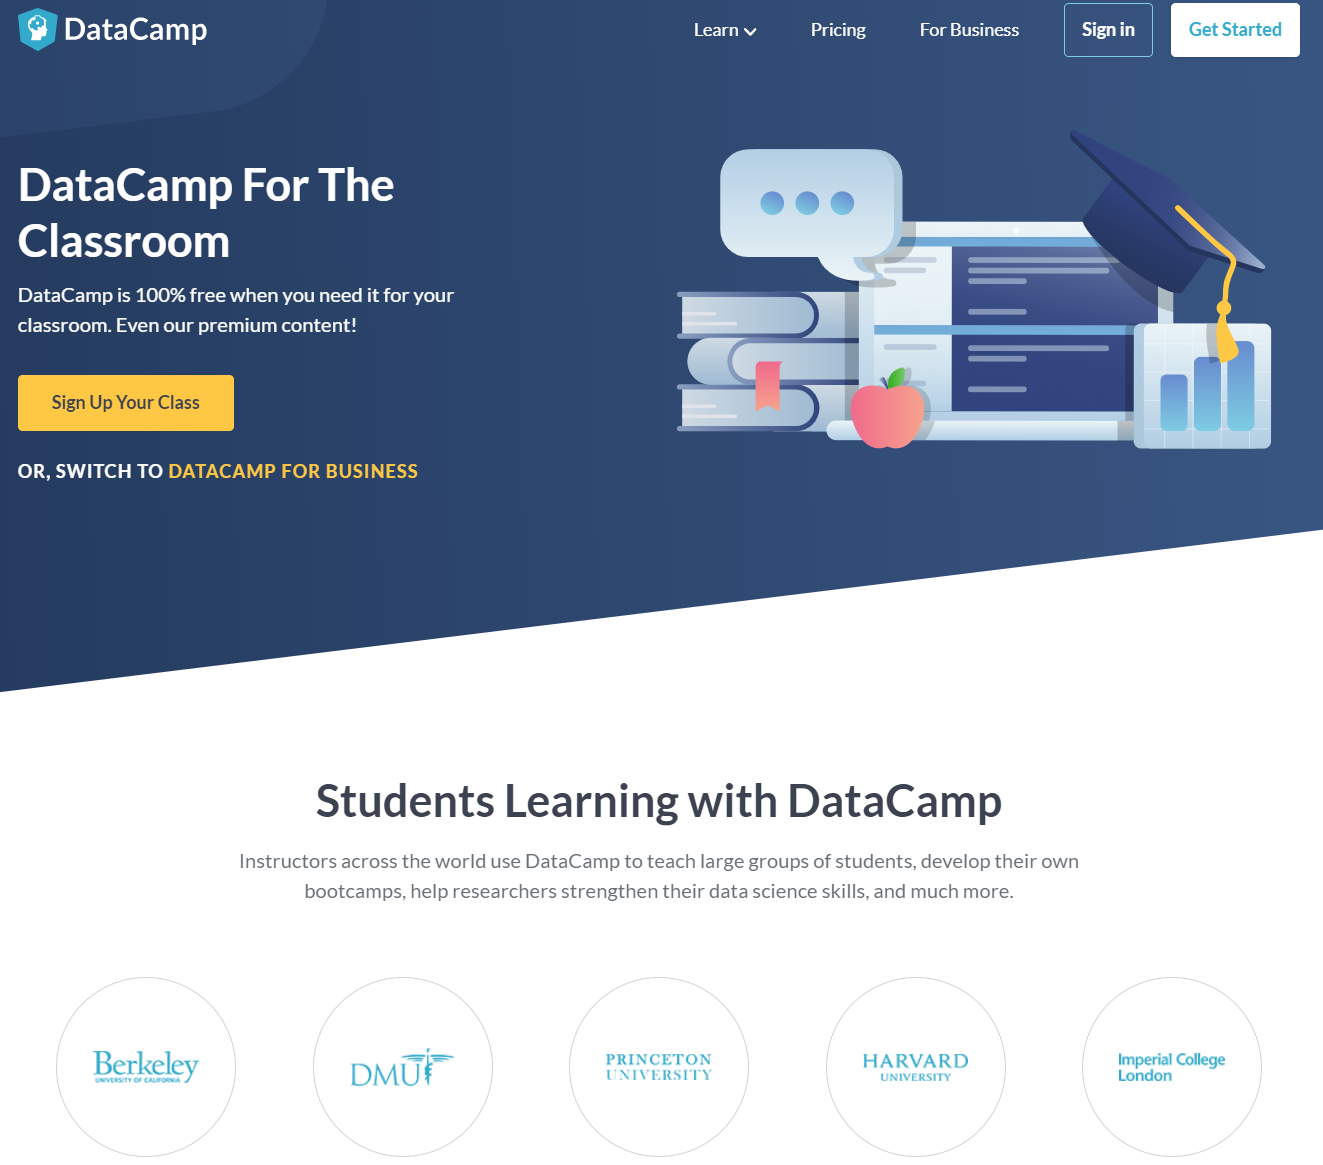 DataCamp
Learn
Pricing
For Business
Sign in
Get Started
DataCamp For The
Classroom
DataCamp is 100% free when you need it for your
classroom. Even our premium content!
Sign Up Your Class
OR, SWITCH TO DATACAMP FOR BUSINESS
Students Learning with DataCamp
Instructors across the world use DataCamp to teach large groups of students, develop their own
bootcamps, help researchers strengthen their data science skills, and much more.
Berkeley
UNIVERSITY OF CALIFORNIA
DMU
PRINCETON
UNIVERSITY
HARVARD
UNIVERSITY
Imperial College
London